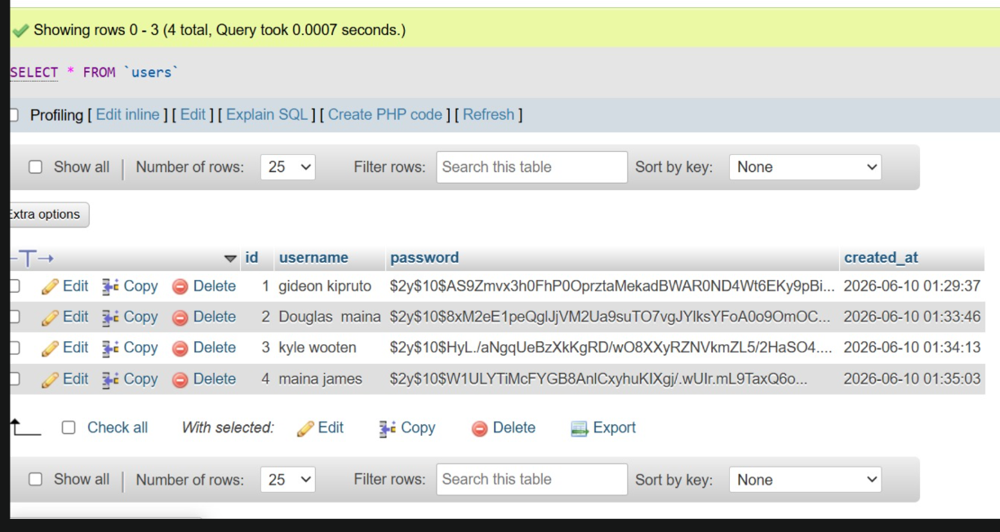 Showing rows 0 - 3 (4 total, Query took 0.0007 seconds.)
SELECT * FROM `users`
Profiling [ Edit inline ] [ Edit ] [ Explain SQL ] [ Create PHP code ] [ Refresh ]
Show all | Number of rows: 25 Filter rows: Search this table Sort by key: None
Extra options
id username password created_at
Edit Copy Delete 1 gideon kipruto $2y$10$AS9Zmvx3h0FhP0OprztaMekadBWAR0ND4Wt6EKy9pBi... 2026-06-10 01:29:37
Edit Copy Delete 2 Douglas maina $2y$10$8xM2eE1peQglJjVM2Ua9suTO7vgJYlksYFoA0o9OmOC... 2026-06-10 01:33:46
Edit Copy Delete 3 kyle wooten $2y$10$HyL./aNgqUeBzXkKgRD/wO8XXyRZNVkmZL5/2HaSO4.... 2026-06-10 01:34:13
Edit Copy Delete 4 maina james $2y$10$W1ULYTiMcFYGB8AnlCxyhuKIXgj/.wUIr.mL9TaxQ6o... 2026-06-10 01:35:03
Check all With selected: Edit Copy Delete Export
Show all | Number of rows: 25 Filter rows: Search this table Sort by key: None